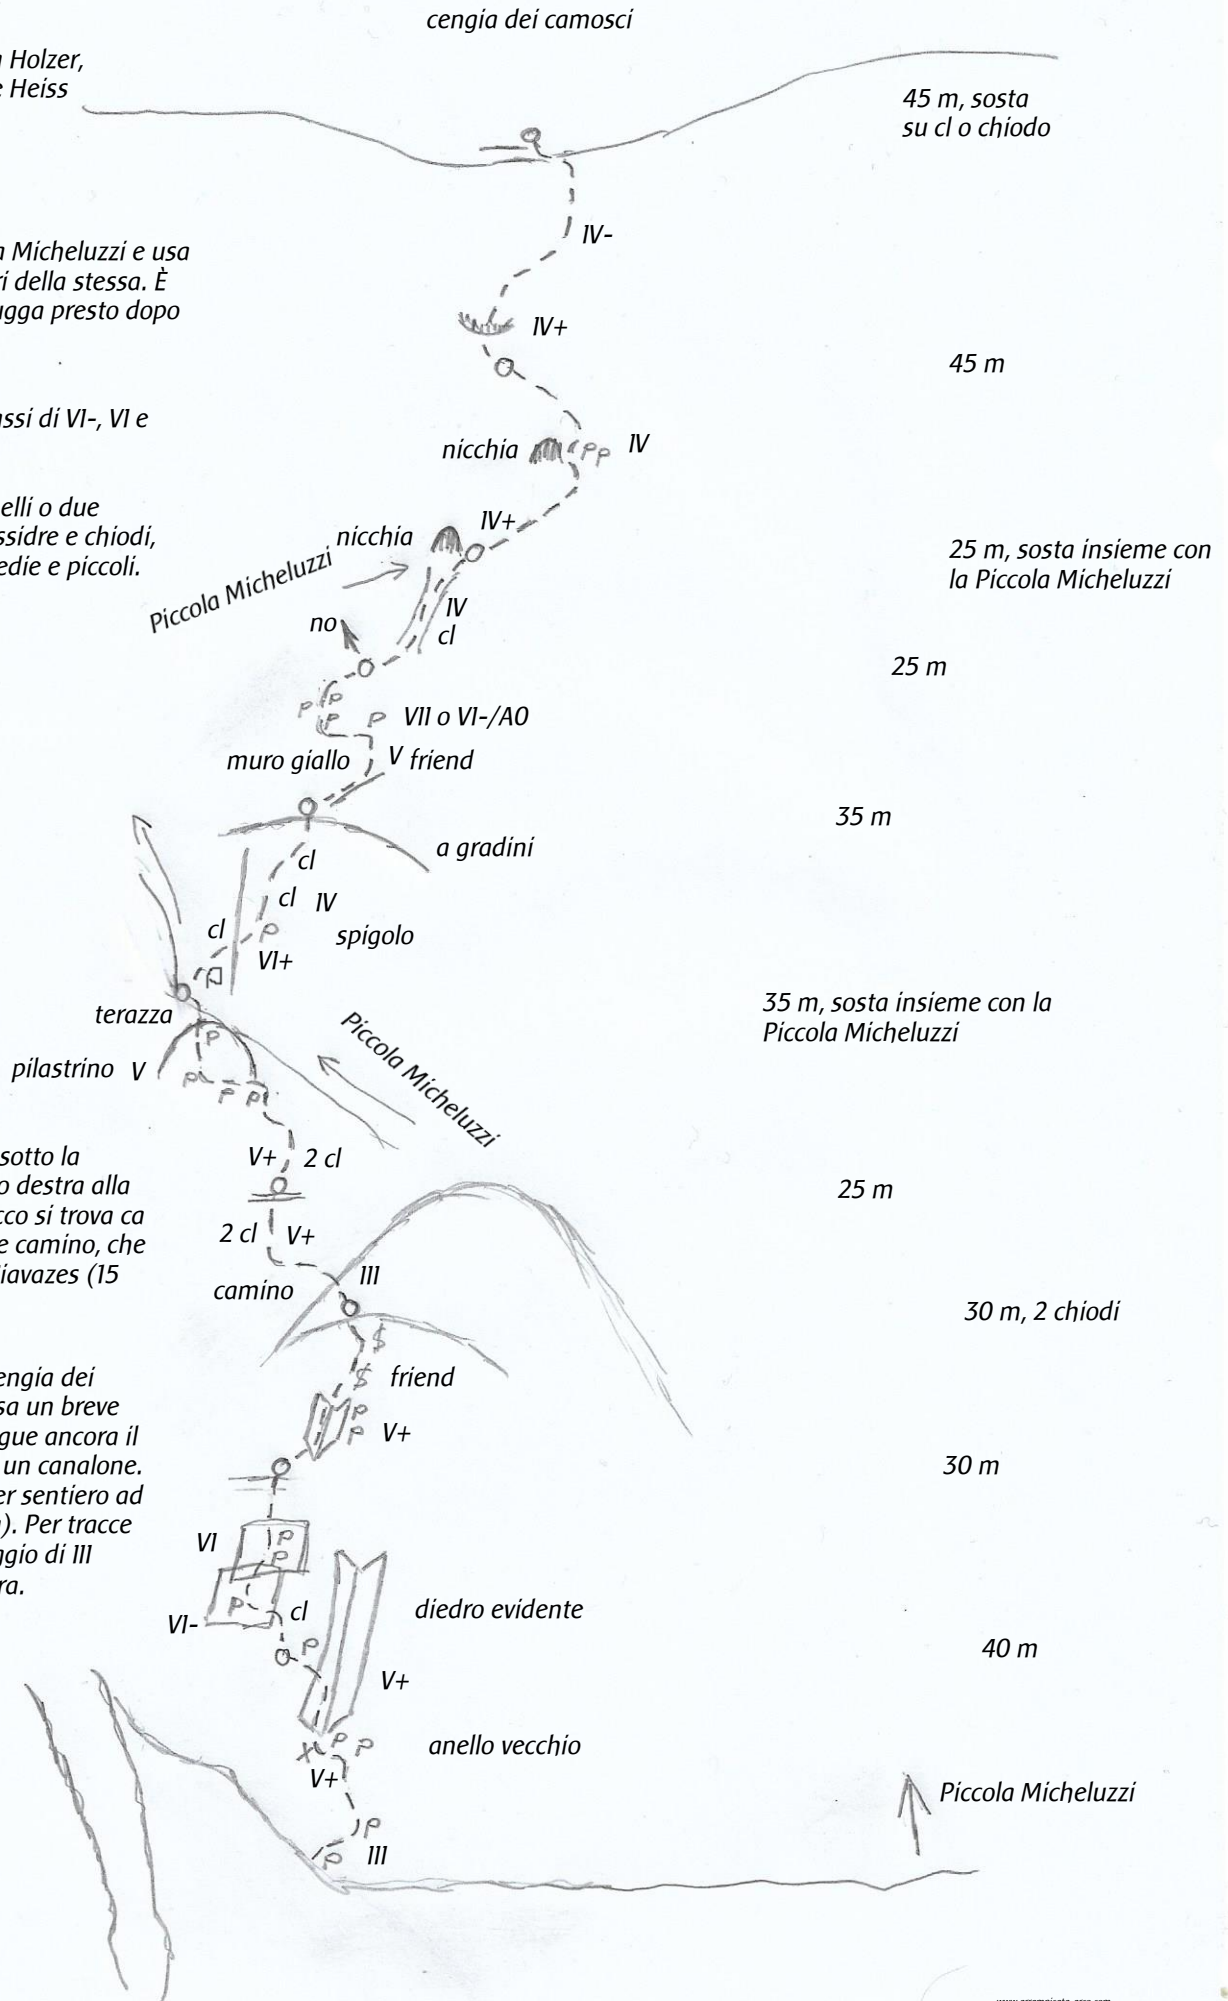 cengia dei camosci
Holzer,
Heiss
45 m, sosta
su cl o chiodo
IV-
Micheluzzi e usa
ri della stessa. È
ugga presto dopo
IV+
45 m
assi di VI-, VI e
nicchia
P P
IV
elli o due
ssidre e chiodi,
edie e piccoli.
IV+
nicchia
Piccola Micheluzzi
25 m, sosta insieme con
la Piccola Micheluzzi
IV
cl
no
25 m
P P
P
P
VII o VI-/A0
muro giallo
V friend
35 m
a gradini
cl
cl IV
cl
P
spigolo
VI+
35 m, sosta insieme con la
Piccola Micheluzzi
terazza
P
Piccola Micheluzzi
pilastrino V
P
P P
sotto la
o destra alla
cco si trova ca
e camino, che
iavazes (15
V+ 2 cl
25 m
2 cl V+
III
camino
30 m, 2 chiodi
engia dei
sa un breve
gue ancora il
un canalone.
er sentiero ad
). Per tracce
ggio di III
ra.
friend
P
P
V+
30 m
VI
P
P
P
cl
VI-
diedro evidente
P
40 m
V+
anello vecchio
X P P
V+
Piccola Micheluzzi
P
P
III